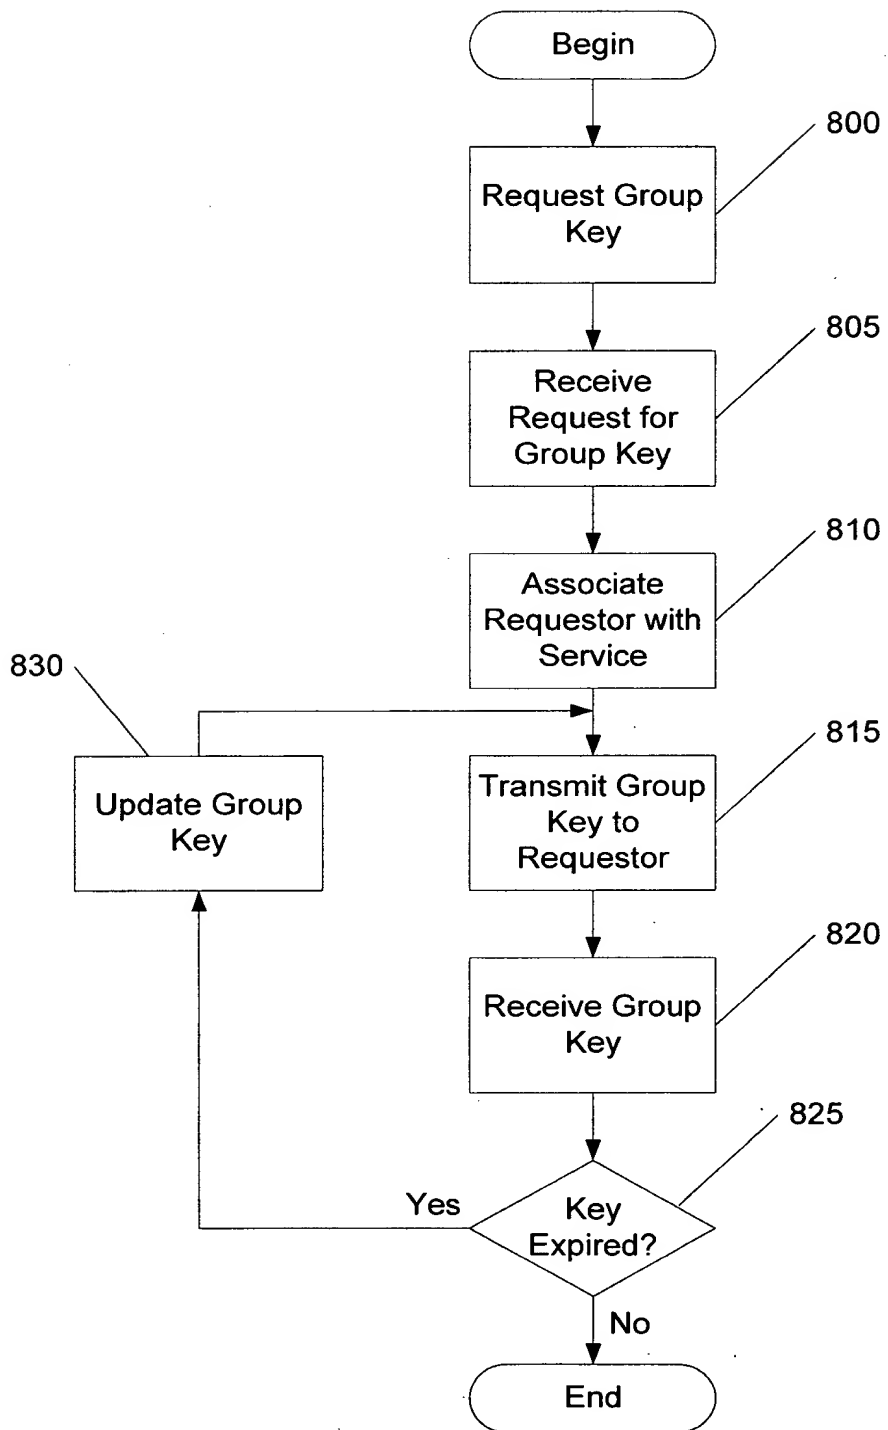 Begin
800
Request Group
Key
805
Receive
Request for
Group Key
810
Associate
Requestor with
Service
830
Update Group
Key
815
Transmit Group
Key to
Requestor
820
Receive Group
Key
825
Yes
Key
Expired?
No
End